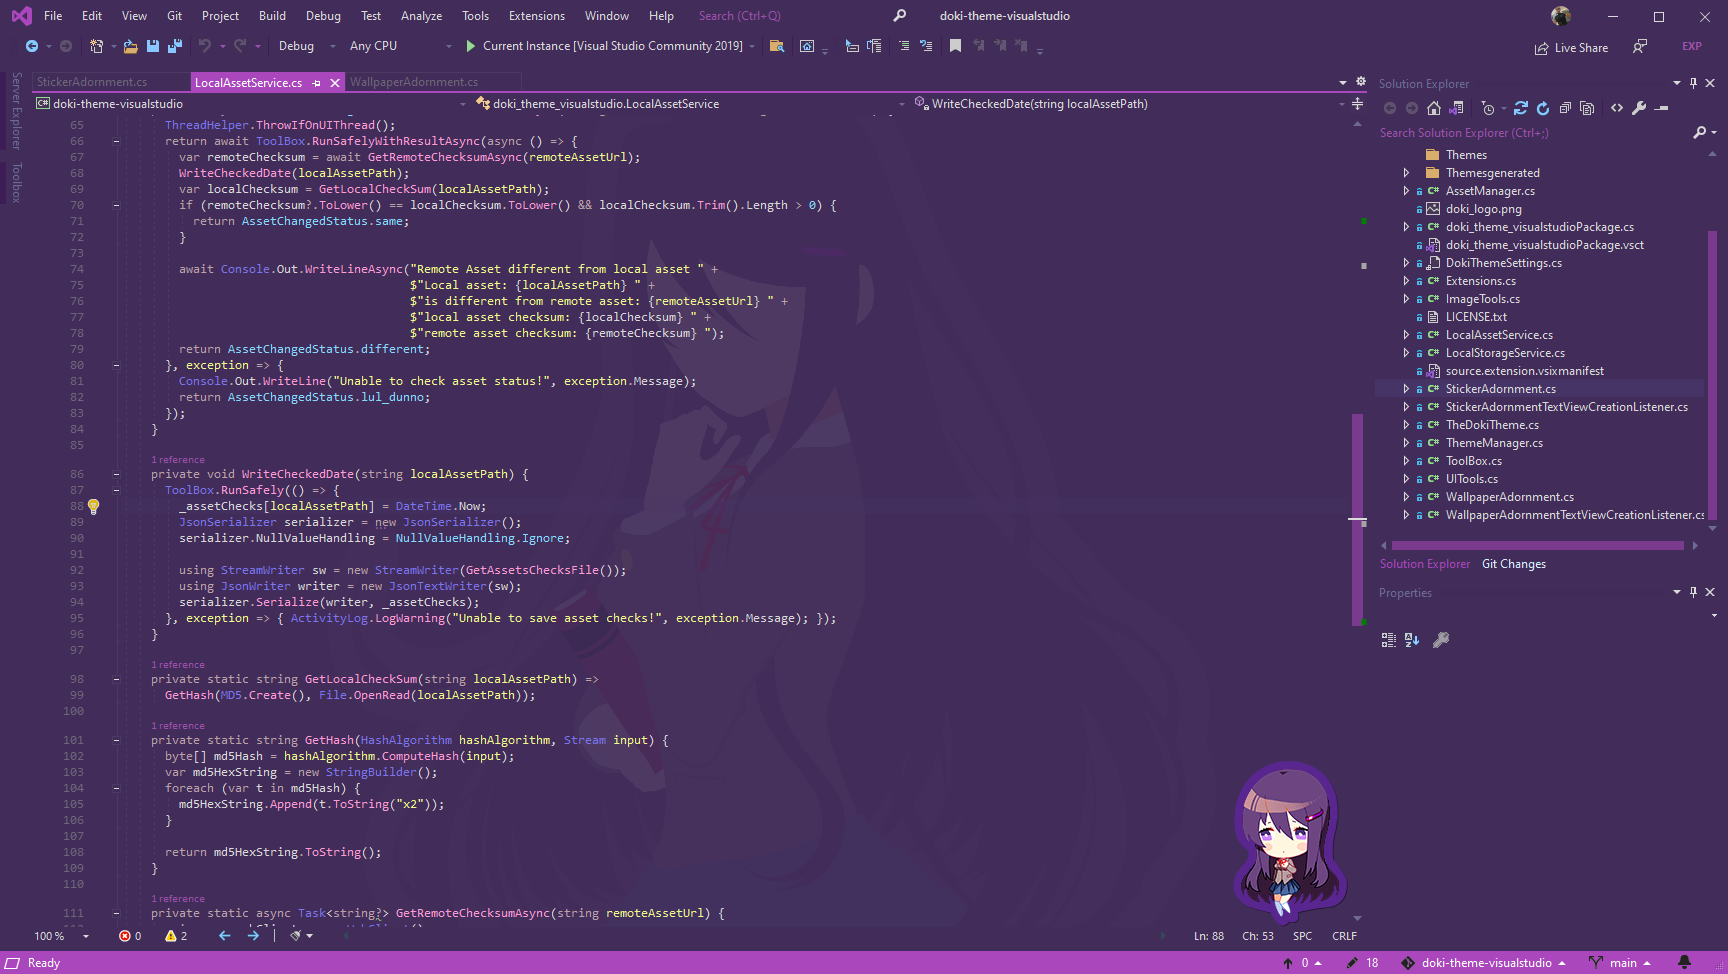 File Edit View Git Project Build Debug Test Analyze Tools Extensions Window Help Search (Ctrl+Q) doki-theme-visualstudio
Debug Any CPU Current Instance [Visual Studio Community 2019] Live Share EXP
Server Explorer
Toolbox
StickerAdornment.cs LocalAssetService.cs WallpaperAdornment.cs
doki-theme-visualstudio doki_theme_visualstudio.LocalAssetService WriteCheckedDate(string localAssetPath)
65 ThreadHelper.ThrowIfOnUIThread();
66 return await ToolBox.RunSafelyWithResultAsync(async () => {
67 var remoteChecksum = await GetRemoteChecksumAsync(remoteAssetUrl);
68 WriteCheckedDate(localAssetPath);
69 var localChecksum = GetLocalCheckSum(localAssetPath);
70 if (remoteChecksum?.ToLower() == localChecksum.ToLower() && localChecksum.Trim().Length > 0) {
71 return AssetChangedStatus.same;
72 }
73
74 await Console.Out.WriteLineAsync("Remote Asset different from local asset " +
75 $"Local asset: {localAssetPath} " +
76 $"is different from remote asset: {remoteAssetUrl} " +
77 $"local asset checksum: {localChecksum} " +
78 $"remote asset checksum: {remoteChecksum} ");
79 return AssetChangedStatus.different;
80 }, exception => {
81 Console.Out.WriteLine("Unable to check asset status!", exception.Message);
82 return AssetChangedStatus.lul_dunno;
83 });
84 }
85
1 reference
86 private void WriteCheckedDate(string localAssetPath) {
87 ToolBox.RunSafely(() => {
88 _assetChecks[localAssetPath] = DateTime.Now;
89 JsonSerializer serializer = new JsonSerializer();
90 serializer.NullValueHandling = NullValueHandling.Ignore;
91
92 using StreamWriter sw = new StreamWriter(GetAssetsChecksFile());
93 using JsonWriter writer = new JsonTextWriter(sw);
94 serializer.Serialize(writer, _assetChecks);
95 }, exception => { ActivityLog.LogWarning("Unable to save asset checks!", exception.Message); });
96 }
97
1 reference
98 private static string GetLocalCheckSum(string localAssetPath) =>
99 GetHash(MD5.Create(), File.OpenRead(localAssetPath));
100
1 reference
101 private static string GetHash(HashAlgorithm hashAlgorithm, Stream input) {
102 byte[] md5Hash = hashAlgorithm.ComputeHash(input);
103 var md5HexString = new StringBuilder();
104 foreach (var t in md5Hash) {
105 md5HexString.Append(t.ToString("x2"));
106 }
107
108 return md5HexString.ToString();
109 }
110
1 reference
111 private static async Task<string?> GetRemoteChecksumAsync(string remoteAssetUrl) {
100 % 0 2 Ln: 88 Ch: 53 SPC CRLF
Solution Explorer
Search Solution Explorer (Ctrl+;)
Themes
Themesgenerated
AssetManager.cs
doki_logo.png
doki_theme_visualstudioPackage.cs
doki_theme_visualstudioPackage.vsct
DokiThemeSettings.cs
Extensions.cs
ImageTools.cs
LICENSE.txt
LocalAssetService.cs
LocalStorageService.cs
source.extension.vsixmanifest
StickerAdornment.cs
StickerAdornmentTextViewCreationListener.cs
TheDokiTheme.cs
ThemeManager.cs
ToolBox.cs
UITools.cs
WallpaperAdornment.cs
WallpaperAdornmentTextViewCreationListener.cs
Solution Explorer Git Changes
Properties
Ready 0 18 doki-theme-visualstudio main